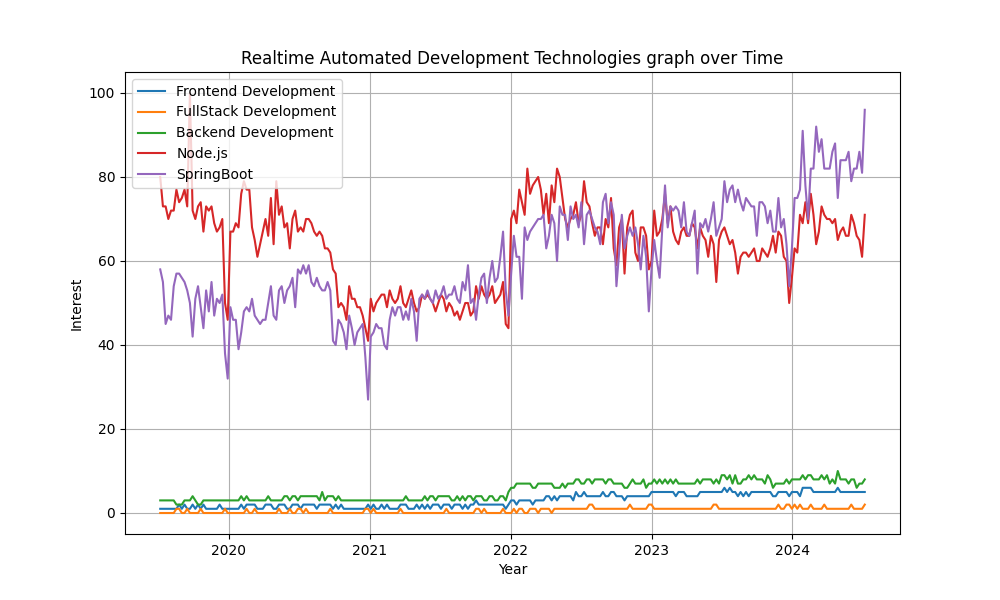 Realtime Automated Development Technologies graph over Time
Frontend Development
FullStack Development
Backend Development
Node.js
SpringBoot
100
80
60
40
20
0
Interest
2020 2021 2022 2023 2024
Year